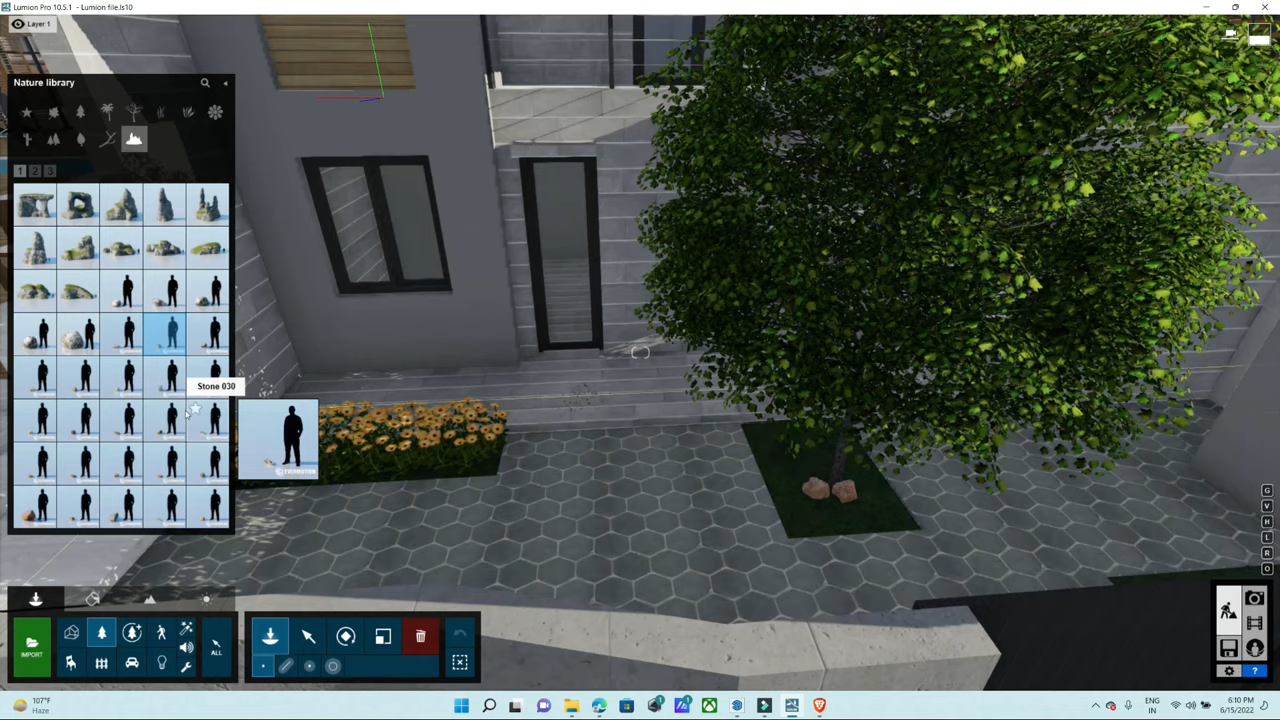 Lumion Pro 10.5.1 - Lumion file.ls10
Layer 1
Nature library
1 2 3
Stone 030
EVERMOTION
G
V
H
L
R
O
IMPORT
ALL
?
107°F
Haze
ENG
IN
6:10 PM
6/15/2022